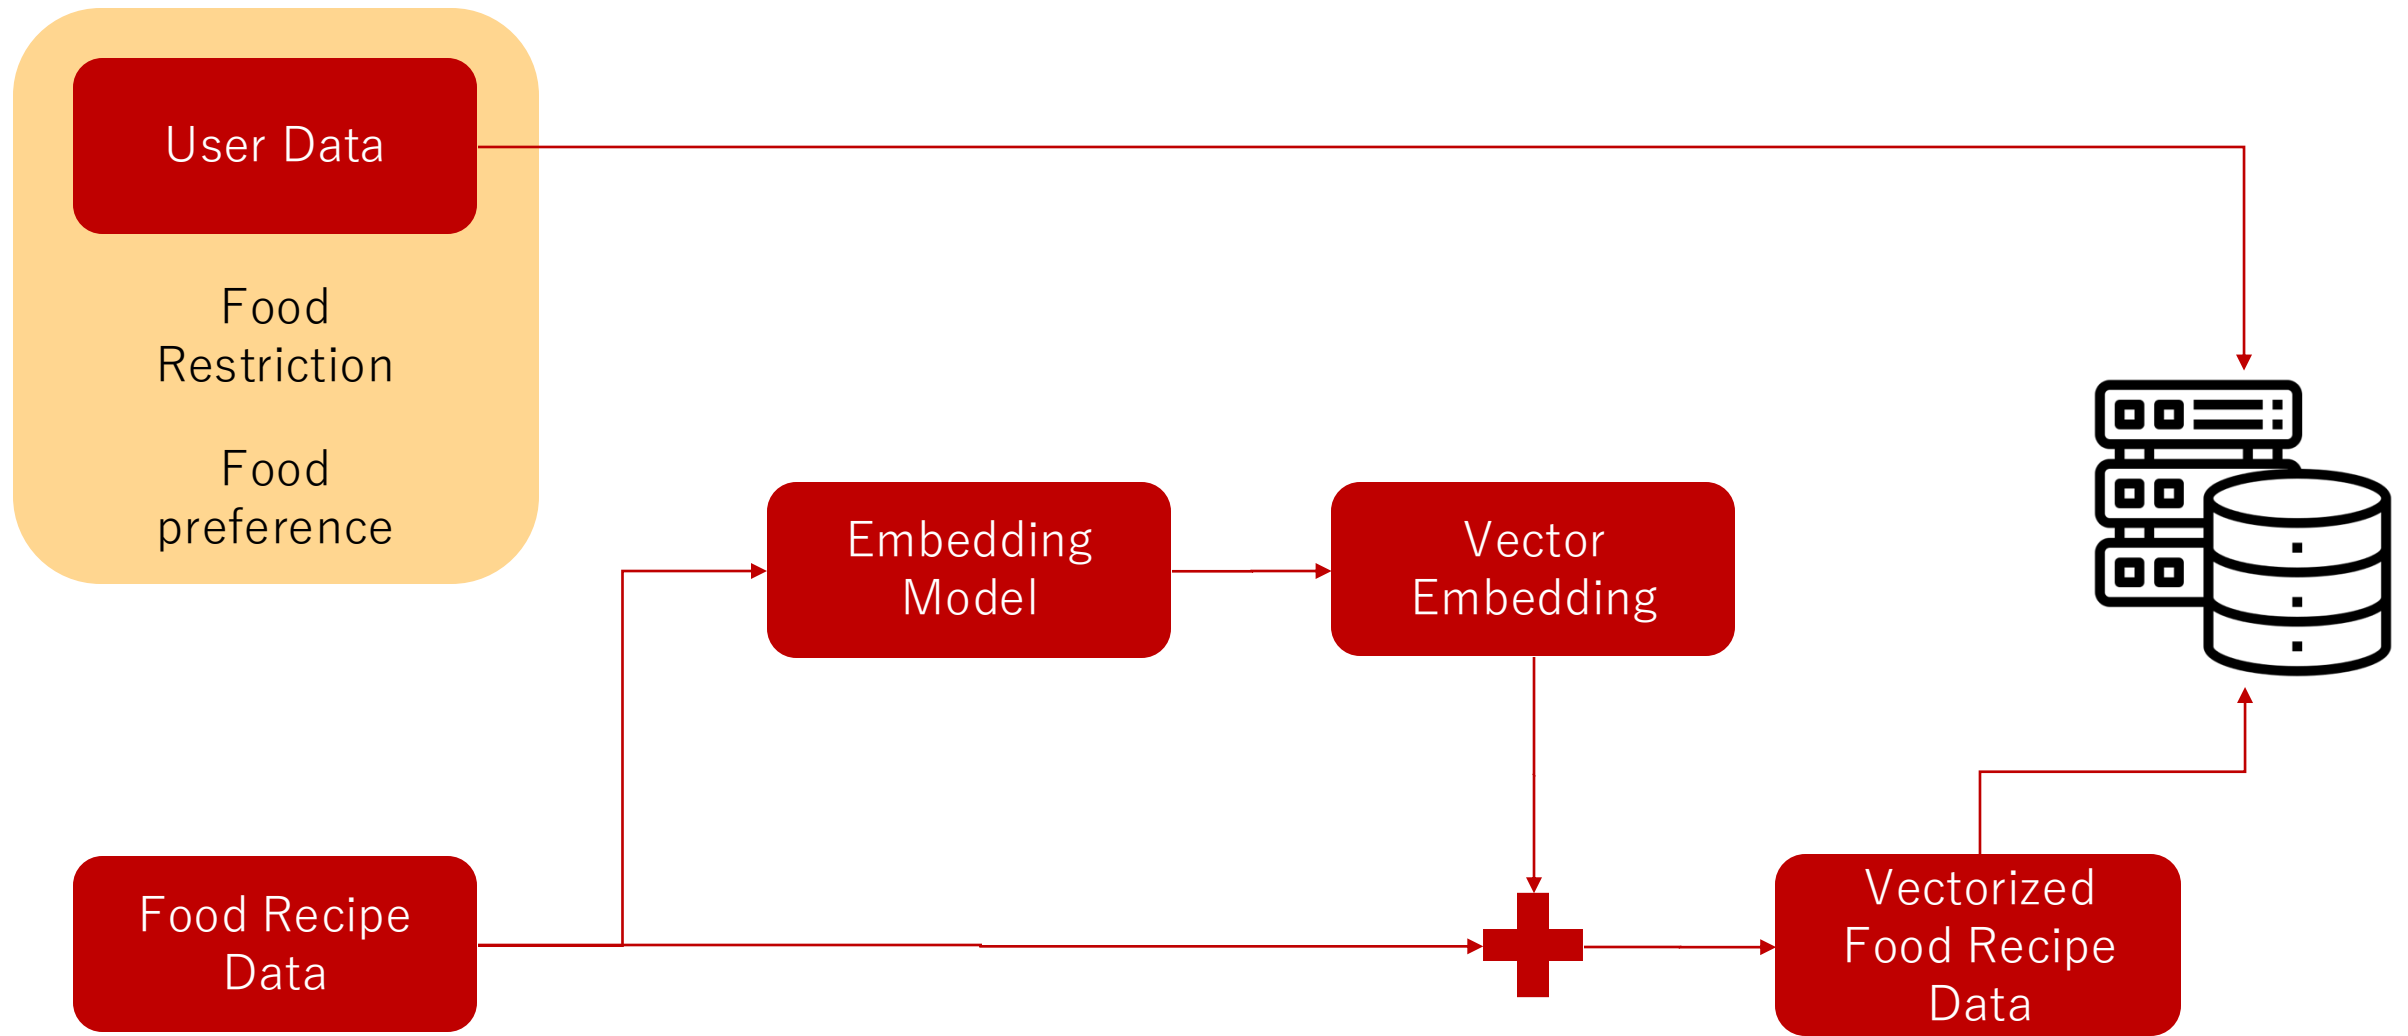 User Data
Food
Restriction
Food
preference
Embedding
Model
Vector
Embedding
Food Recipe
Data
Vectorized
Food Recipe
Data